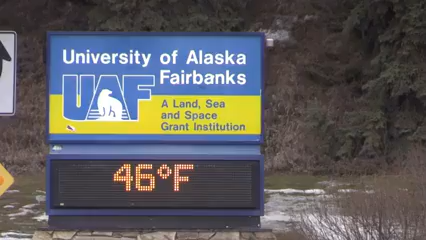 University of Alaska
Fairbanks
UAF
A Land, Sea
and Space
Grant Institution
46°F